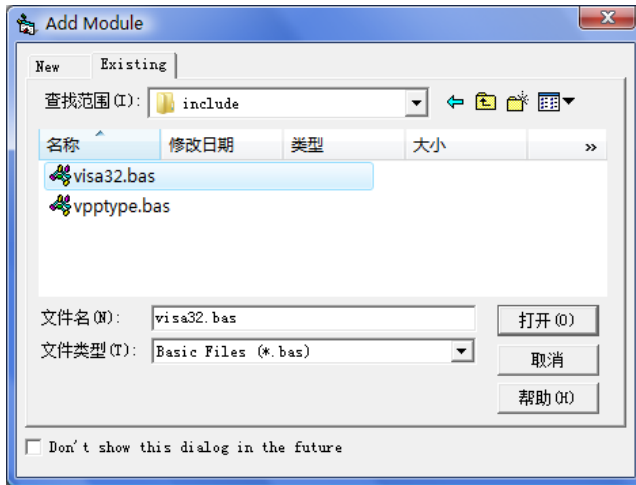 Add Module
New Existing
查找范围(I): include
名称 修改日期 类型 大小 »
visa32.bas
vpptype.bas
文件名(N): visa32.bas 打开(O)
文件类型(T): Basic Files (*.bas) 取消
帮助(H)
Don't show this dialog in the future